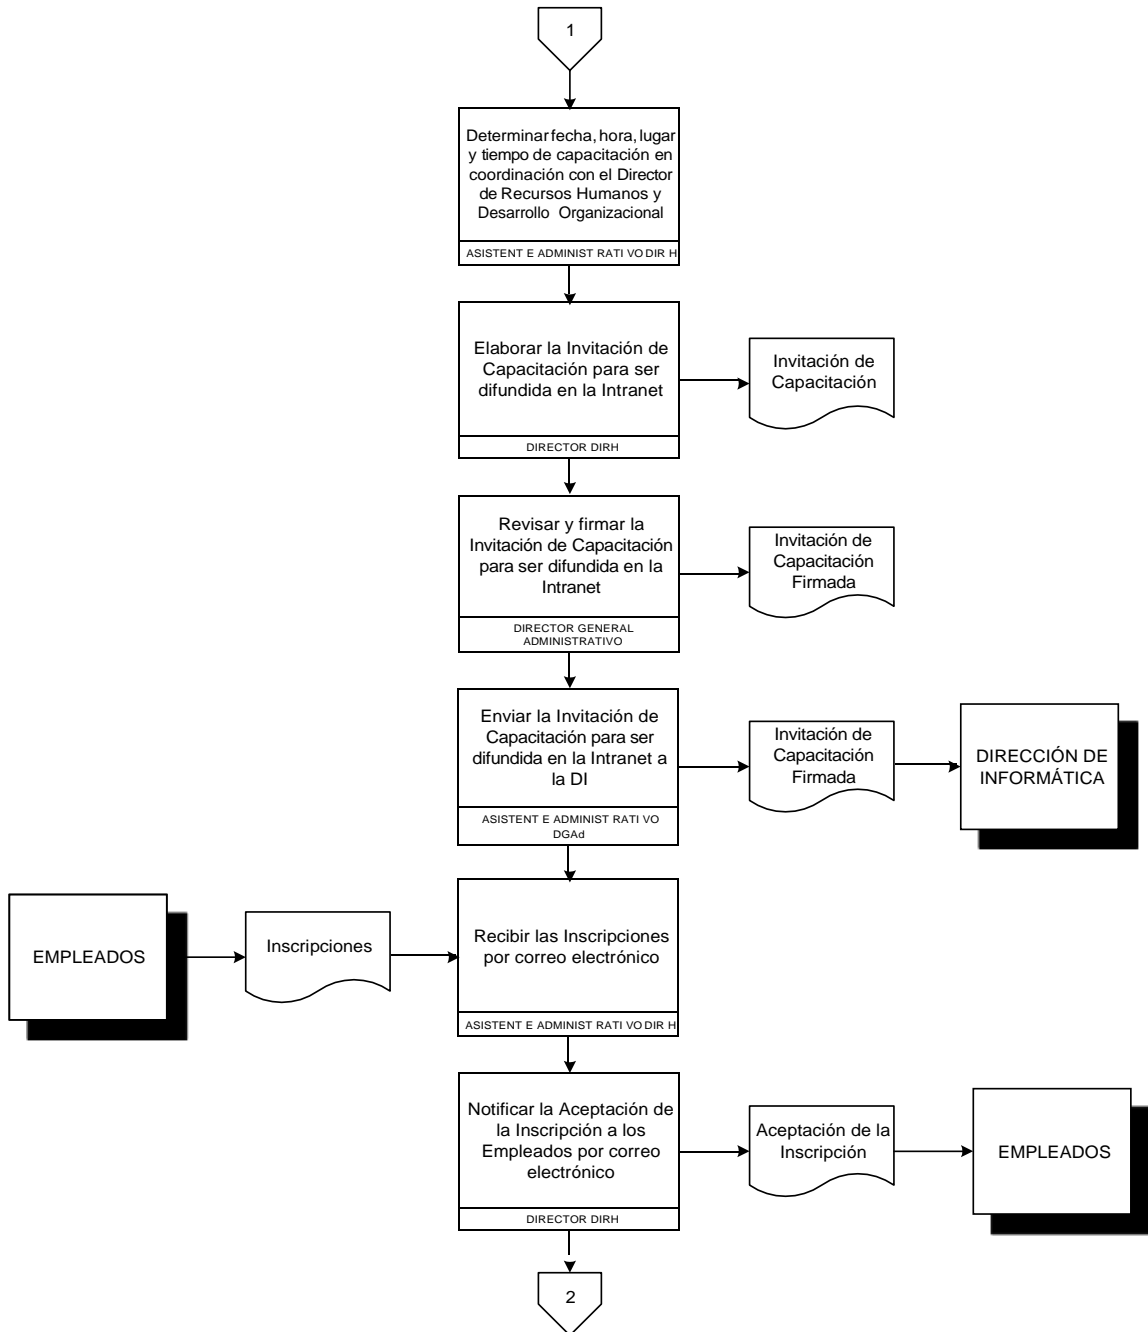 1
Determinar fecha, hora, lugar
y tiempo de capacitación en
coordinación con el Director
de Recursos Humanos y
Desarrollo Organizacional
ASISTENT E ADMINIST RATI VO DIR H
Elaborar la Invitación de
Capacitación para ser
difundida en la Intranet
DIRECTOR DIRH
Invitación de
Capacitación
Revisar y firmar la
Invitación de Capacitación
para ser difundida en la
Intranet
DIRECTOR GENERAL
ADMINISTRATIVO
Invitación de
Capacitación
Firmada
Enviar la Invitación de
Capacitación para ser
difundida en la Intranet a
la DI
ASISTENT E ADMINIST RATI VO
DGAd
Invitación de
Capacitación
Firmada
DIRECCIÓN DE
INFORMÁTICA
EMPLEADOS
Inscripciones
Recibir las Inscripciones
por correo electrónico
ASISTENT E ADMINIST RATI VO DIR H
Notificar la Aceptación de
la Inscripción a los
Empleados por correo
electrónico
DIRECTOR DIRH
Aceptación de la
Inscripción
EMPLEADOS
2